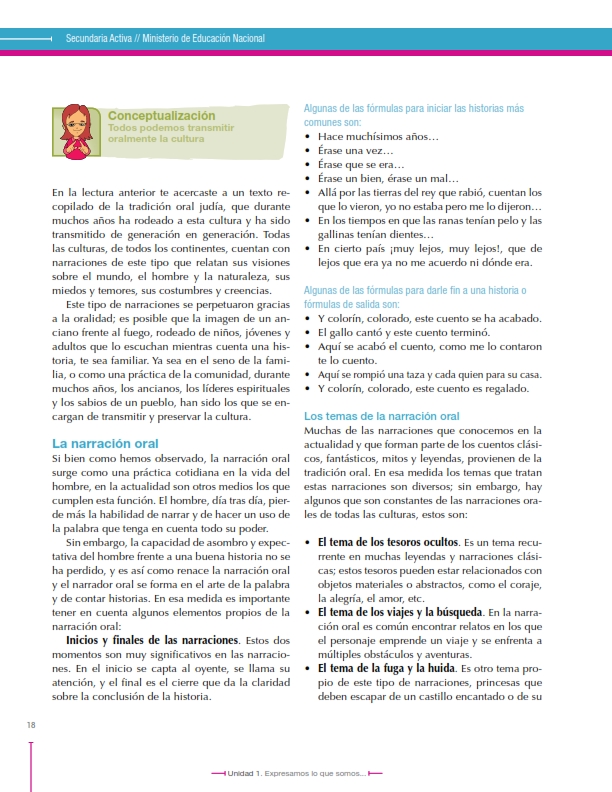 Secundaria Activa // Ministerio de Educación Nacional
Conceptualización
Todos podemos transmitir
oralmente la cultura
En la lectura anterior te acercaste a un texto re-
copilado de la tradición oral judía, que durante
muchos años ha rodeado a esta cultura y ha sido
transmitido de generación en generación. Todas
las culturas, de todos los continentes, cuentan con
narraciones de este tipo que relatan sus visiones
sobre el mundo, el hombre y la naturaleza, sus
miedos y temores, sus costumbres y creencias.
Este tipo de narraciones se perpetuaron gracias
a la oralidad; es posible que la imagen de un an-
ciano frente al fuego, rodeado de niños, jóvenes y
adultos que lo escuchan mientras cuenta una his-
toria, te sea familiar. Ya sea en el seno de la fami-
lia, o como una práctica de la comunidad, durante
muchos años, los ancianos, los líderes espirituales
y los sabios de un pueblo, han sido los que se en-
cargan de transmitir y preservar la cultura.
La narración oral
Si bien como hemos observado, la narración oral
surge como una práctica cotidiana en la vida del
hombre, en la actualidad son otros medios los que
cumplen esta función. El hombre, día tras día, pier-
de más la habilidad de narrar y de hacer un uso de
la palabra que tenga en cuenta todo su poder.
Sin embargo, la capacidad de asombro y expec-
tativa del hombre frente a una buena historia no se
ha perdido, y es así como renace la narración oral
y el narrador oral se forma en el arte de la palabra
y de contar historias. En esa medida es importante
tener en cuenta algunos elementos propios de la
narración oral:
Inicios y finales de las narraciones. Estos dos
momentos son muy significativos en las narracio-
nes. En el inicio se capta al oyente, se llama su
atención, y el final es el cierre que da la claridad
sobre la conclusión de la historia.
Algunas de las fórmulas para iniciar las historias más
comunes son:
• Hace muchísimos años…
• Érase una vez…
• Érase que se era…
• Érase un bien, érase un mal…
• Allá por las tierras del rey que rabió, cuentan los
que lo vieron, yo no estaba pero me lo dijeron…
• En los tiempos en que las ranas tenían pelo y las
gallinas tenían dientes…
• En cierto país ¡muy lejos, muy lejos!, que de
lejos que era ya no me acuerdo ni dónde era.
Algunas de las fórmulas para darle fin a una historia o
fórmulas de salida son:
• Y colorín, colorado, este cuento se ha acabado.
• El gallo cantó y este cuento terminó.
• Aquí se acabó el cuento, como me lo contaron
te lo cuento.
• Aquí se rompió una taza y cada quien para su casa.
• Y colorín, colorado, este cuento es regalado.
Los temas de la narración oral
Muchas de las narraciones que conocemos en la
actualidad y que forman parte de los cuentos clási-
cos, fantásticos, mitos y leyendas, provienen de la
tradición oral. En esa medida los temas que tratan
estas narraciones son diversos; sin embargo, hay
algunos que son constantes de las narraciones ora-
les de todas las culturas, estos son:
• El tema de los tesoros ocultos. Es un tema recu-
rrente en muchas leyendas y narraciones clási-
cas; estos tesoros pueden estar relacionados con
objetos materiales o abstractos, como el coraje,
la alegría, el amor, etc.
• El tema de los viajes y la búsqueda. En la narra-
ción oral es común encontrar relatos en los que
el personaje emprende un viaje y se enfrenta a
múltiples obstáculos y aventuras.
• El tema de la fuga y la huida. Es otro tema pro-
pio de este tipo de narraciones, princesas que
deben escapar de un castillo encantado o de su
18
Unidad 1. Expresamos lo que somos...